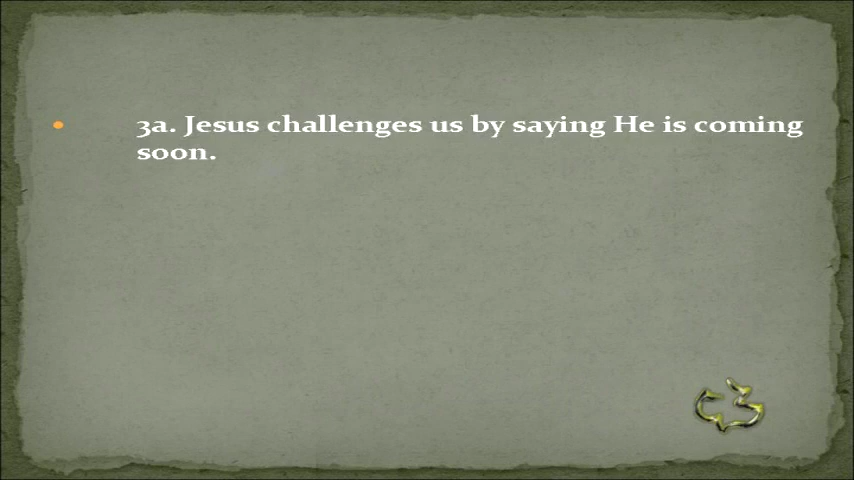 • 3a. Jesus challenges us by saying He is coming
soon.